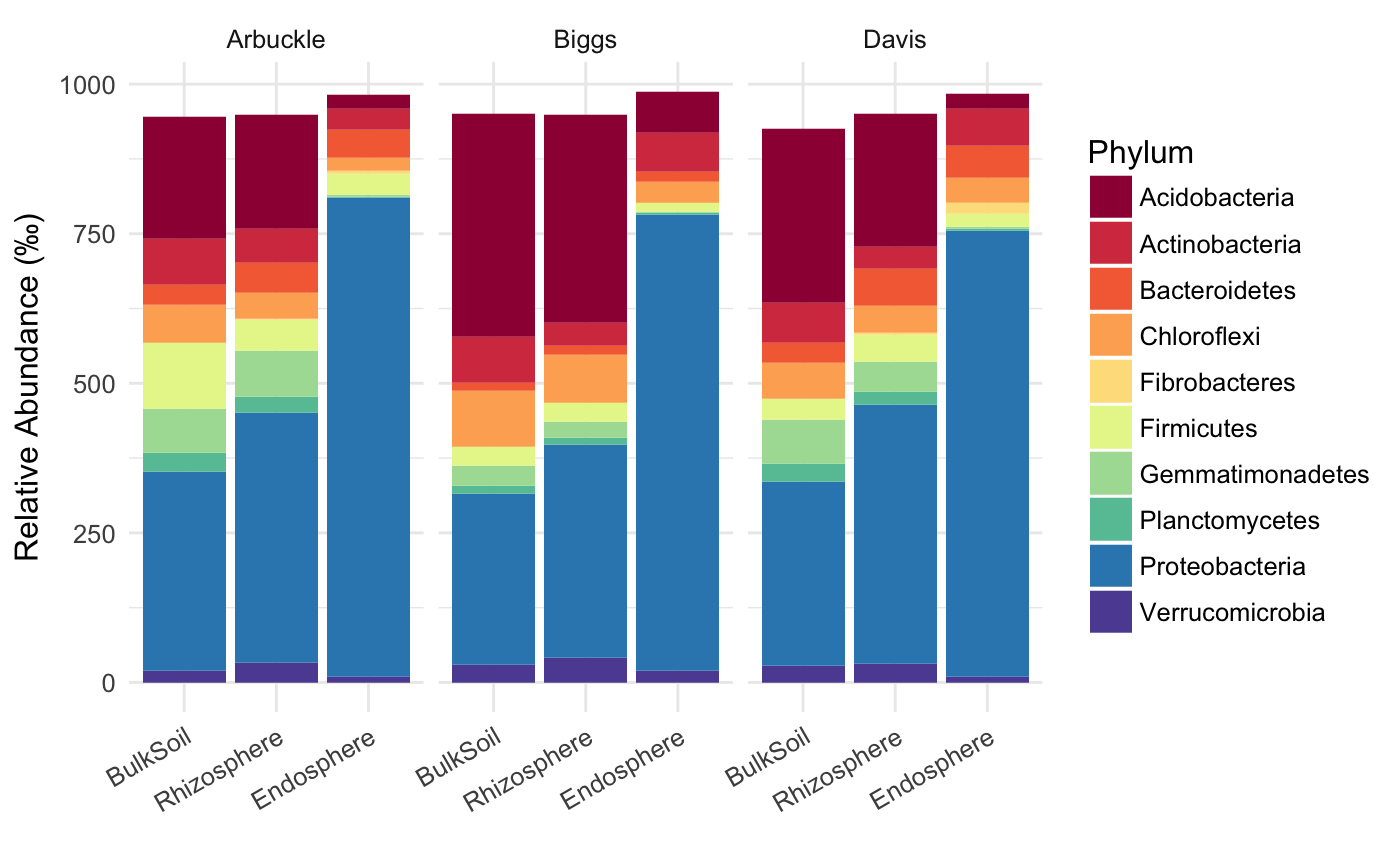 Arbuckle
Biggs
Davis
1000
750
500
250
0
Relative Abundance (‰)
BulkSoil
Rhizosphere
Endosphere
BulkSoil
Rhizosphere
Endosphere
BulkSoil
Rhizosphere
Endosphere
Phylum
Acidobacteria
Actinobacteria
Bacteroidetes
Chloroflexi
Fibrobacteres
Firmicutes
Gemmatimonadetes
Planctomycetes
Proteobacteria
Verrucomicrobia